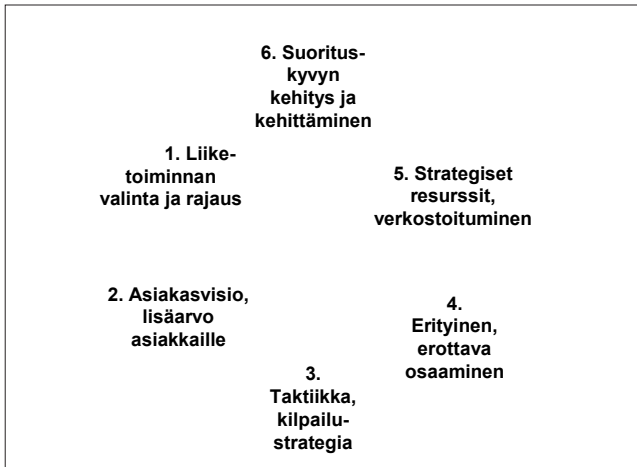 6. Suoritus-
kyvyn
kehitys ja
kehittäminen
1. Liike-
toiminnan
valinta ja rajaus
5. Strategiset
resurssit,
verkostoituminen
2. Asiakasvisio,
lisäarvo
asiakkaille
4.
Erityinen,
erottava
osaaminen
3.
Taktiikka,
kilpailu-
strategia